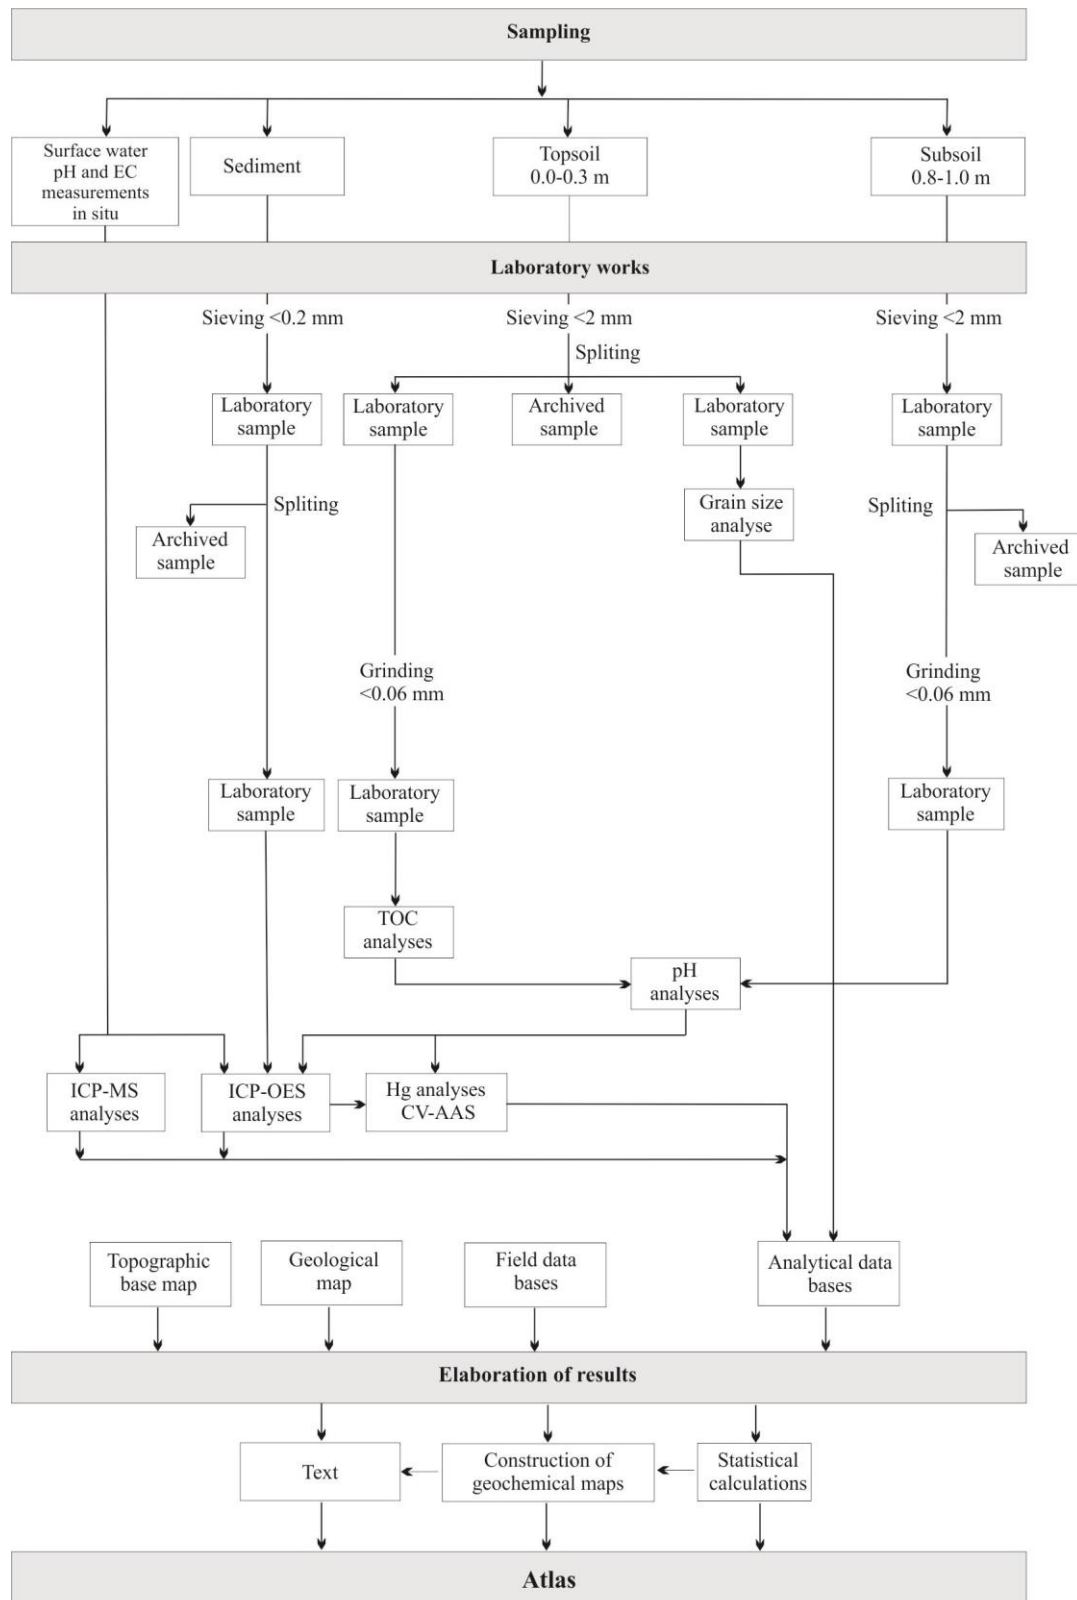 Sampling
Surface water
pH and EC
measurements
in situ
Sediment
Topsoil
0.0-0.3 m
Subsoil
0.8-1.0 m
Laboratory works
Sieving <0.2 mm
Sieving <2 mm
Sieving <2 mm
Spliting
Laboratory
sample
Laboratory
sample
Archived
sample
Laboratory
sample
Laboratory
sample
Spliting
Grain size
analyse
Spliting
Archived
sample
Archived
sample
Grinding
<0.06 mm
Grinding
<0.06 mm
Laboratory
sample
Laboratory
sample
Laboratory
sample
TOC
analyses
pH
analyses
ICP-MS
analyses
ICP-OES
analyses
Hg analyses
CV-AAS
Topographic
base map
Geological
map
Field data
bases
Analytical data
bases
Elaboration of results
Text
Construction of
geochemical maps
Statistical
calculations
Atlas